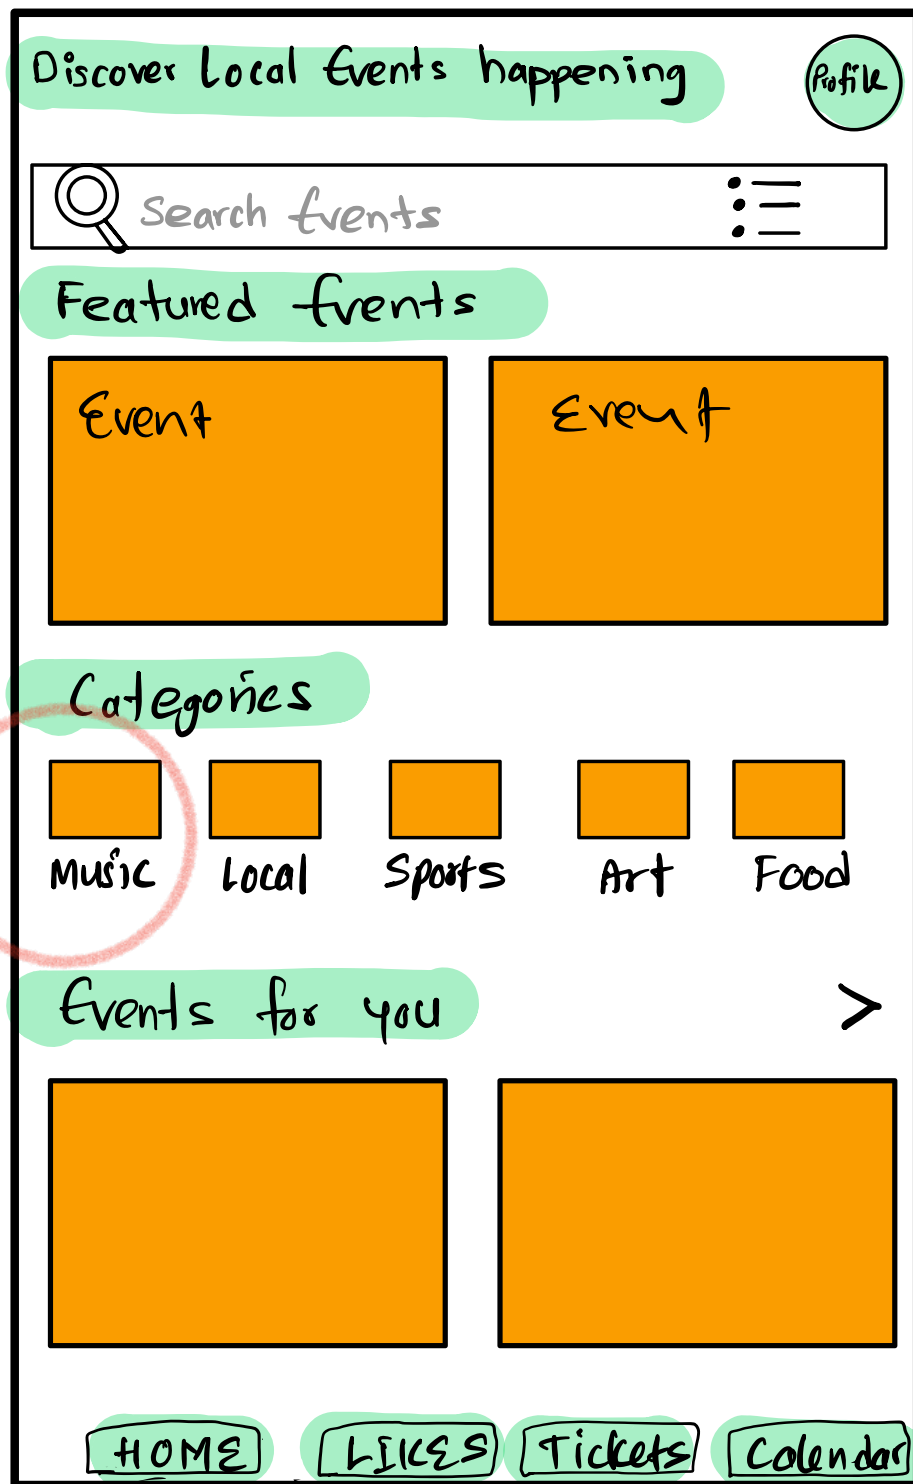 Discover Local Events happening
Profile
Search Events
Featured Events
Event Event
Categories
Music Local Sports Art Food
Events for you
>
HOME LIKES Tickets Calendar